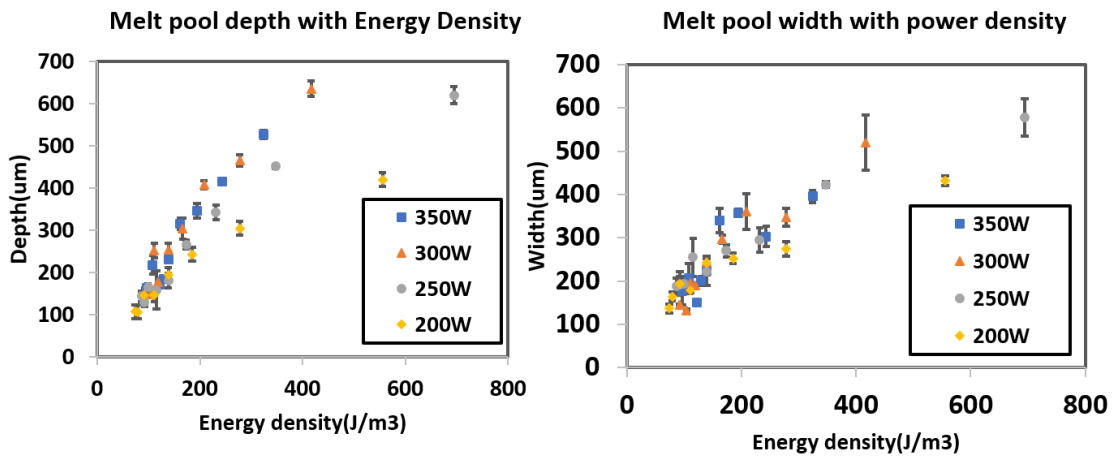 Melt pool depth with Energy Density
700
600
500
400
300
200
100
0
Depth(um)
350W
300W
250W
200W
0 200 400 600 800
Energy density(J/m3)
Melt pool width with power density
700
600
500
400
300
200
100
0
Width(um)
350W
300W
250W
200W
0 200 400 600 800
Energy density(J/m3)